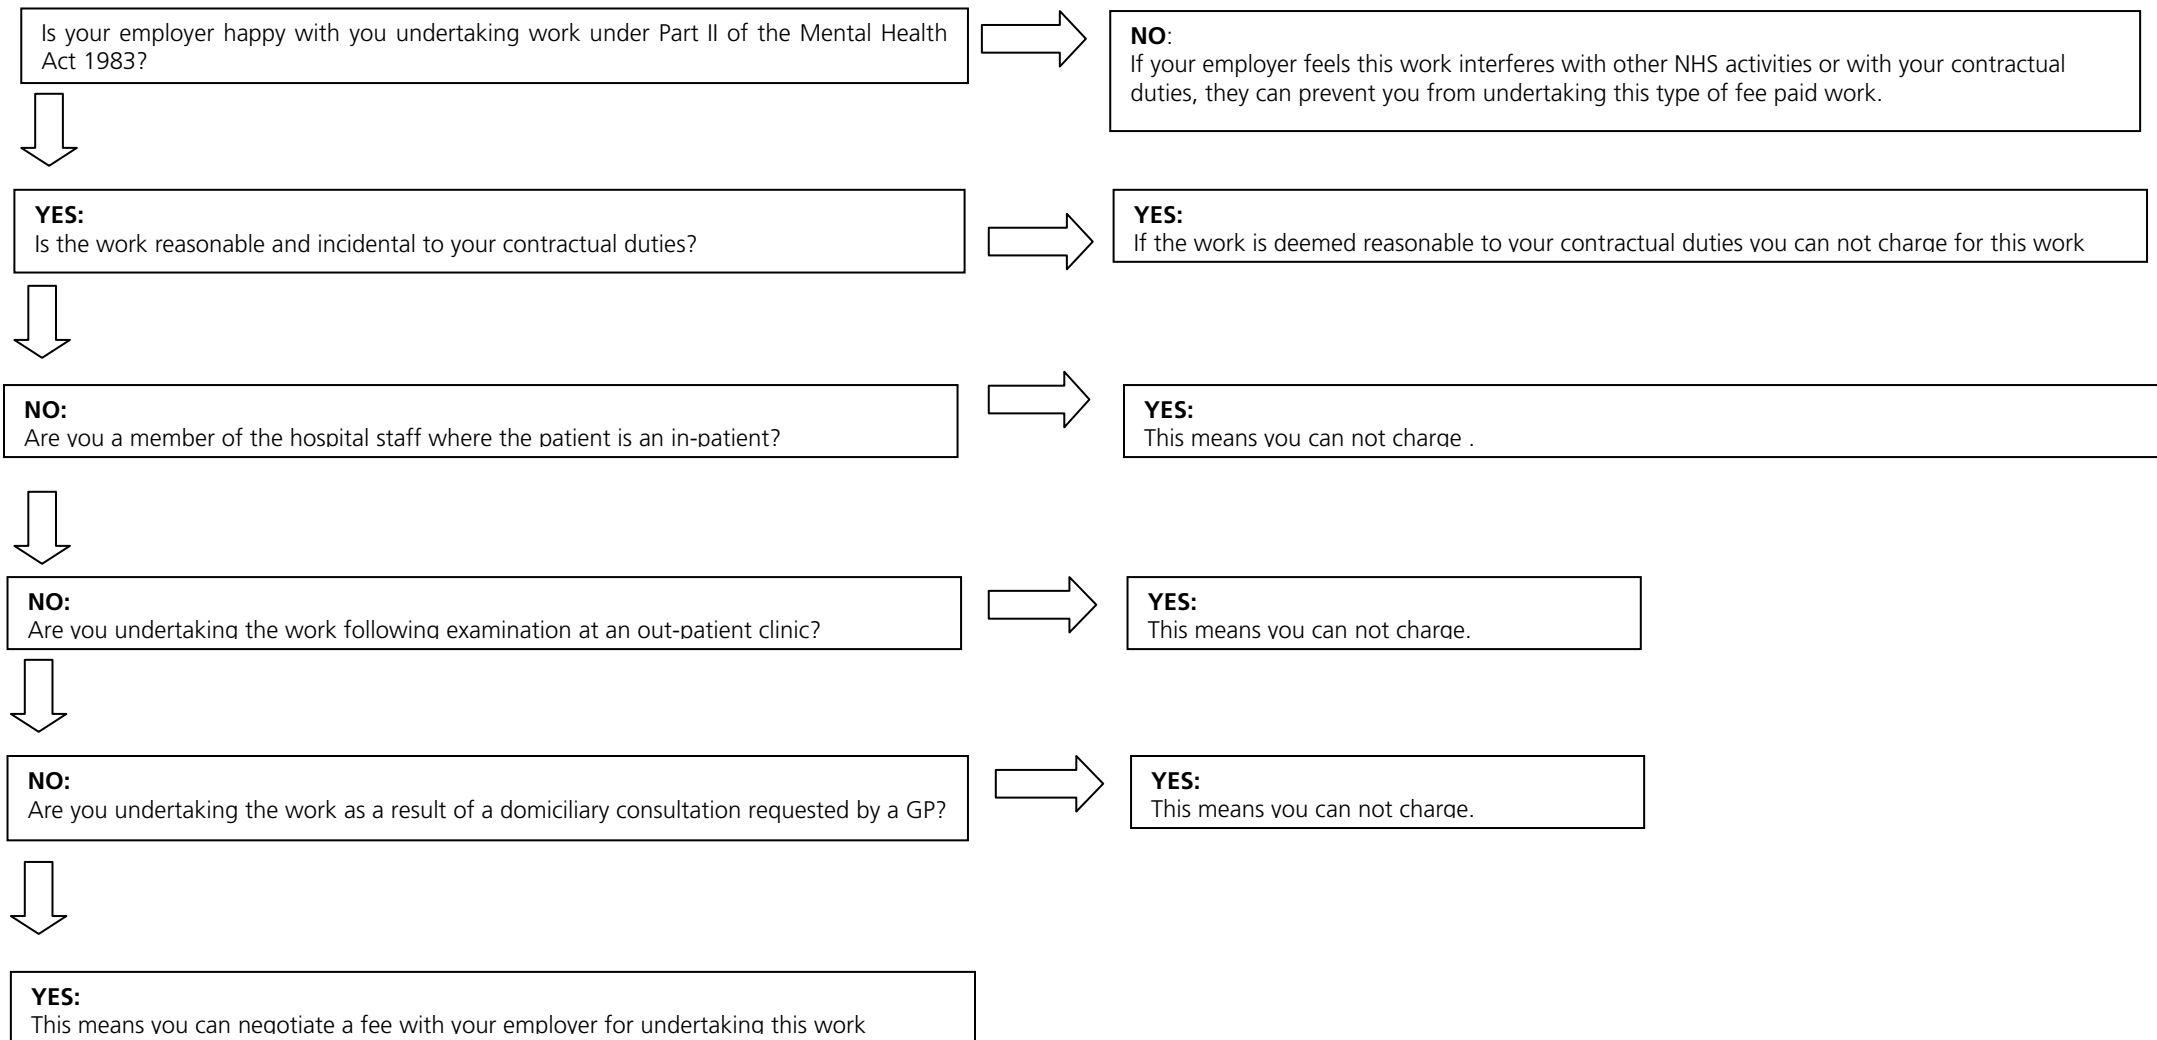 Is your employer happy with you undertaking work under Part II of the Mental Health
Act 1983?
NO:
If your employer feels this work interferes with other NHS activities or with your contractual
duties, they can prevent you from undertaking this type of fee paid work.
YES:
Is the work reasonable and incidental to your contractual duties?
YES:
If the work is deemed reasonable to your contractual duties you can not charge for this work
NO:
Are you a member of the hospital staff where the patient is an in-patient?
YES:
This means you can not charge .
NO:
Are you undertaking the work following examination at an out-patient clinic?
YES:
This means you can not charge.
NO:
Are you undertaking the work as a result of a domiciliary consultation requested by a GP?
YES:
This means you can not charge.
YES:
This means you can negotiate a fee with your employer for undertaking this work